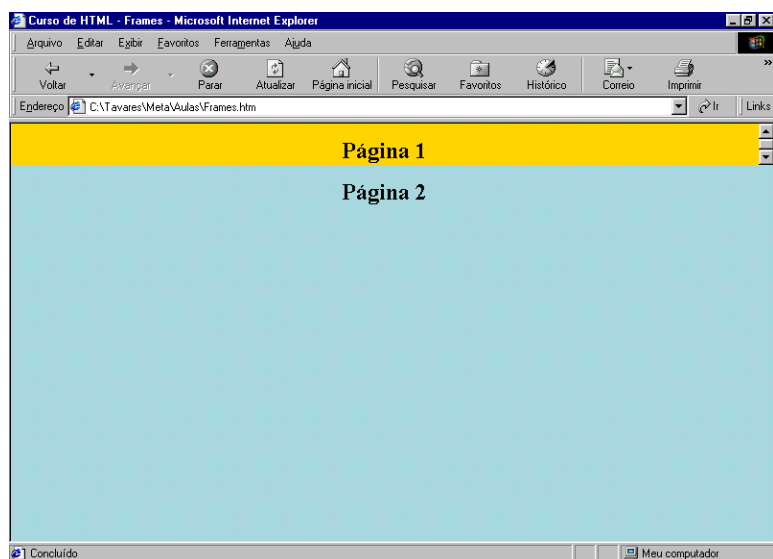 Curso de HTML - Frames - Microsoft Internet Explorer
Arquivo Editar Exibir Favoritos Ferramentas Ajuda
Voltar Avançar Parar Atualizar Página inicial Pesquisar Favoritos Histórico Correio Imprimir »
Endereço C:\Tavares\Meta\Aulas\Frames.htm Ir Links
Página 1
Página 2
Concluído Meu computador